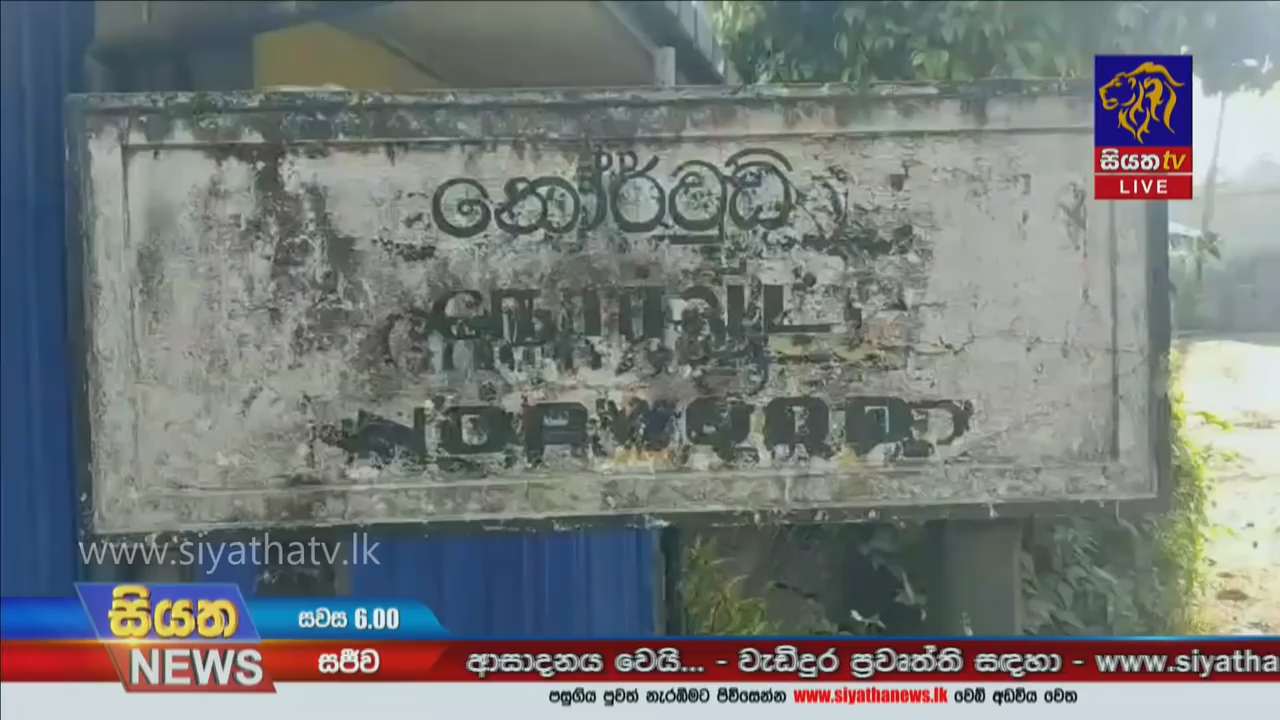 සියත tv
LIVE
නෝර්වුඩ්
NORWOOD
www.siyathatv.lk
සියත
NEWS
සවස 6.00
සජීව
ආසාදනය වෙයි... - වැඩිදුර ප්‍රවෘත්ති සඳහා - www.siyatha
පසුගිය පුවත් නැරඹීමට පිවිසෙන්න www.siyathanews.lk වෙබ් අඩවිය වෙත